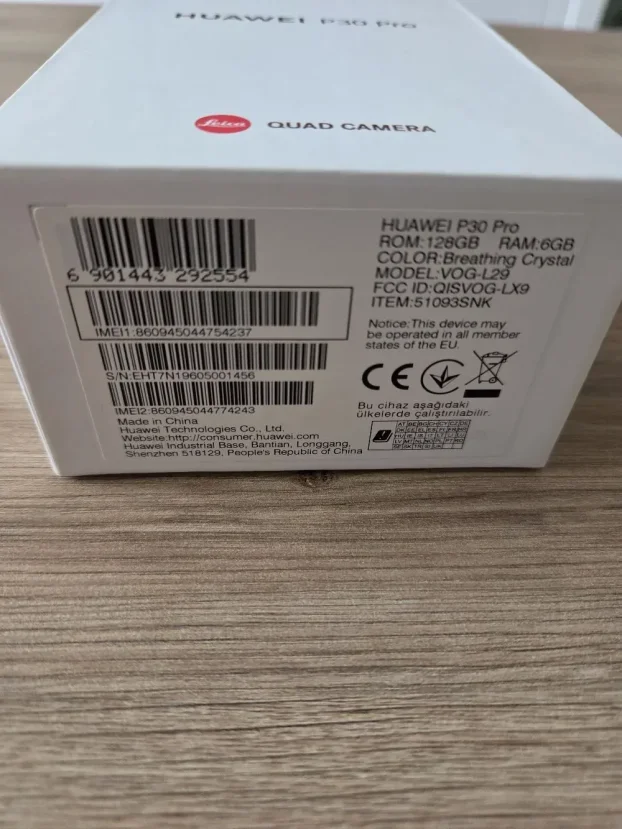 HUAWEI P30 Pro
Leica QUAD CAMERA
6 901443 292554
IMEI1:860945044754237
S/N:EHT7N19605001456
IMEI2:860945044774243
Made in China
Huawei Technologies Co., Ltd.
Website:http://consumer.huawei.com
Huawei Industrial Base, Bantian, Longgang,
Shenzhen 518129, People's Republic of China
HUAWEI P30 Pro
ROM:128GB RAM:6GB
COLOR:Breathing Crystal
MODEL:VOG-L29
FCC ID:QISVOG-LX9
ITEM:51093SNK
Notice:This device may
be operated in all member
states of the EU.
CE
Bu cihaz aşağıdaki
ülkelerde çalıştırılabilir.